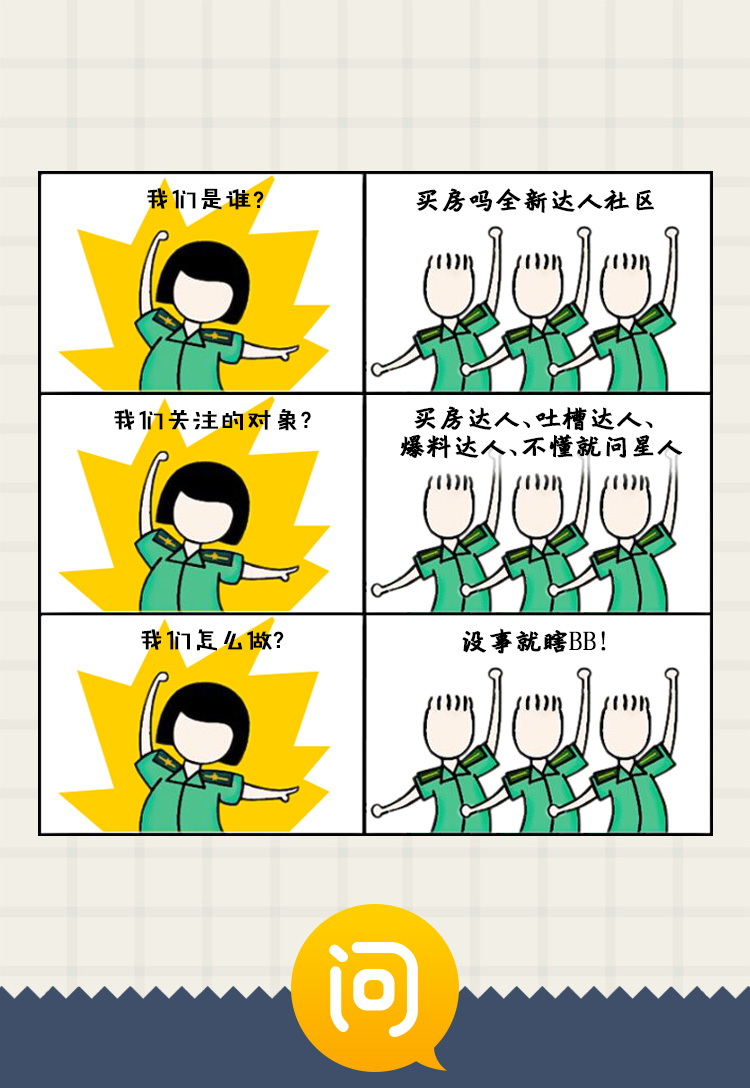 我们是谁?
买房吗全新达人社区
我们关注的对象?
买房达人、吐槽达人、
爆料达人、不懂就问星人
我们怎么做?
没事就瞎BB!
问